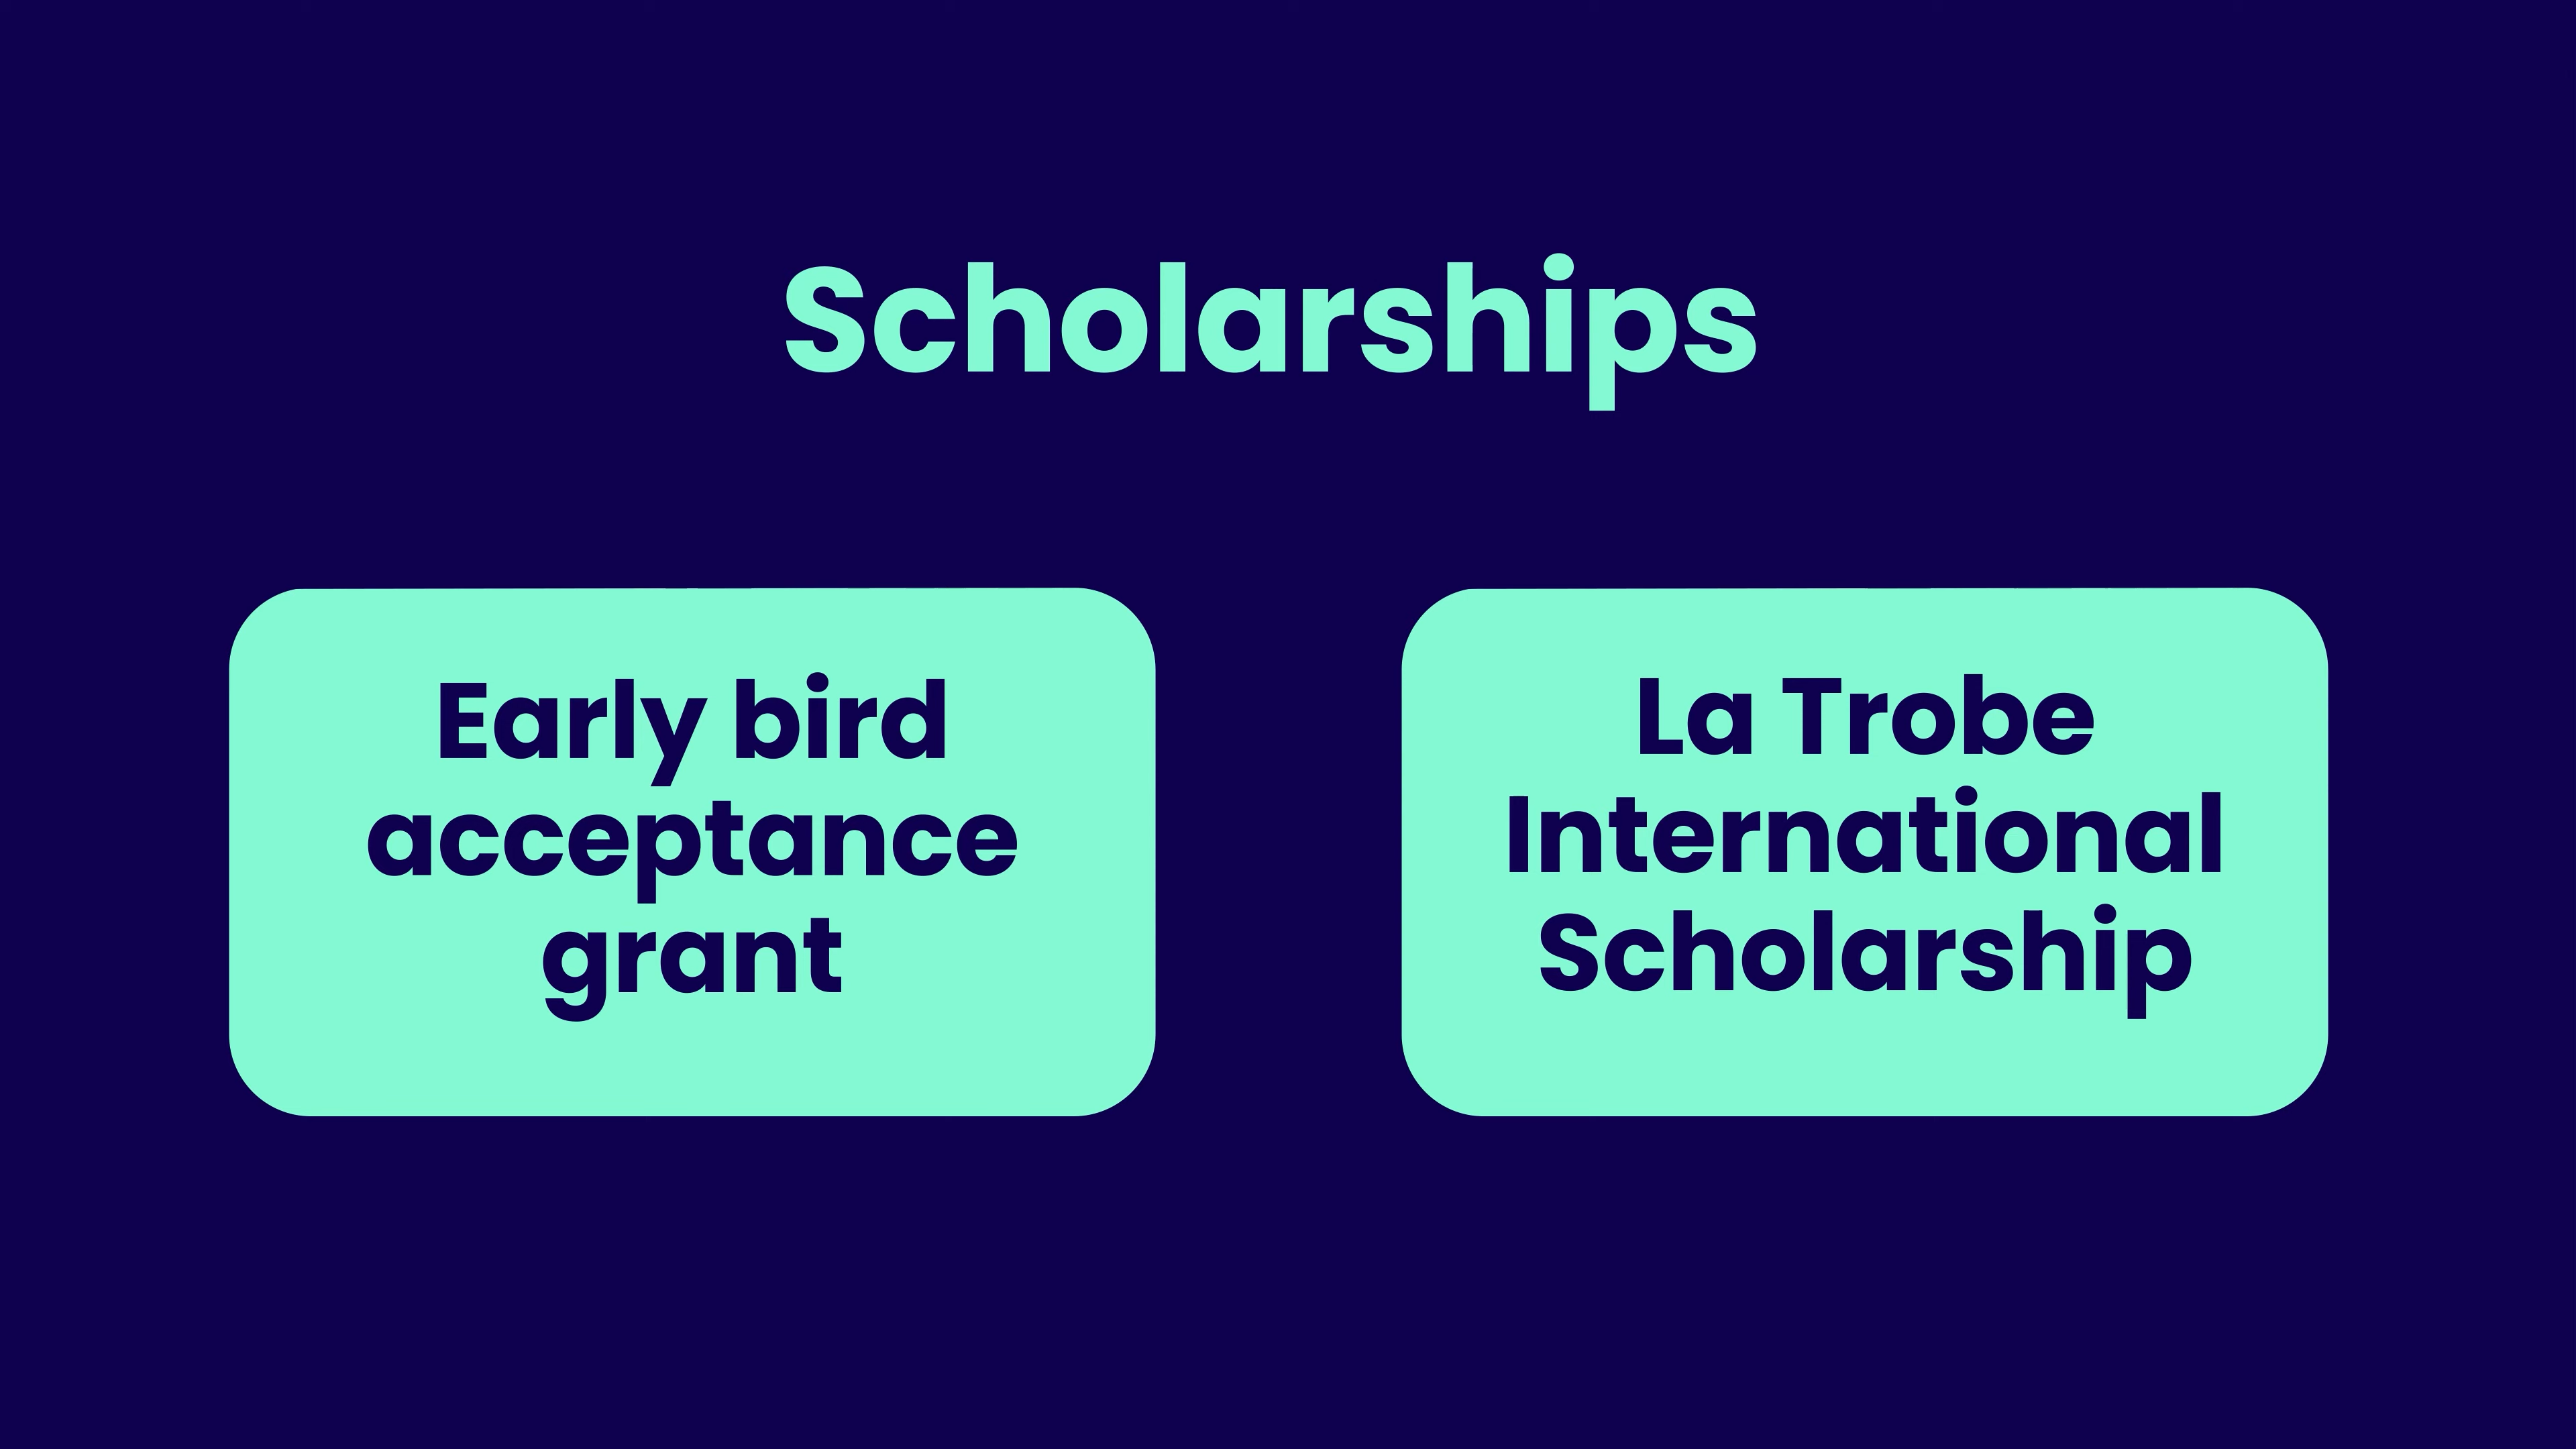 Scholarships
Early bird
acceptance
grant
La Trobe
International
Scholarship